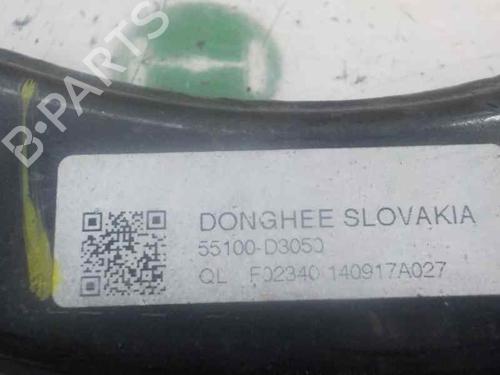 B-PARTS
DONGHEE SLOVAKIA
55100-D3050
QL F02340 140917A027